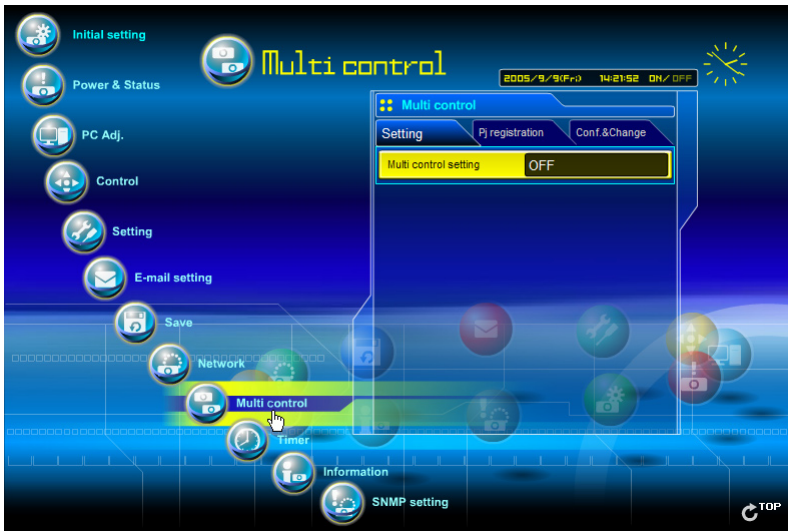 Initial setting
Multi control
2005/9/9(Fri) 14:21:52 ON/OFF
Power & Status
PC Adj.
Control
Setting
E-mail setting
Save
Network
Multi control
Timer
Information
SNMP setting
Multi control
Setting Pj registration Conf.&Change
Multi control setting OFF
TOP